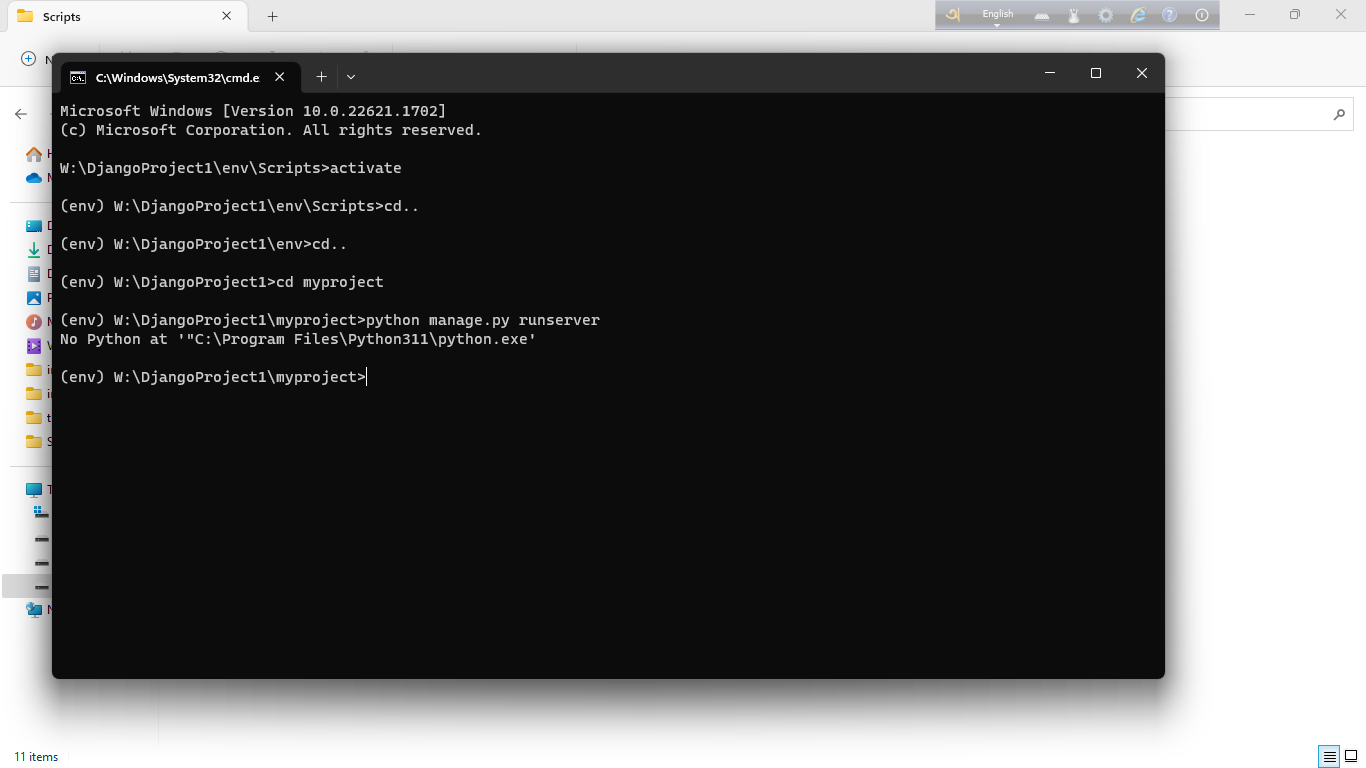 Scripts
English
C:\Windows\System32\cmd.e
Microsoft Windows [Version 10.0.22621.1702]
(c) Microsoft Corporation. All rights reserved.
W:\DjangoProject1\env\Scripts>activate
(env) W:\DjangoProject1\env\Scripts>cd..
(env) W:\DjangoProject1\env>cd..
(env) W:\DjangoProject1>cd myproject
(env) W:\DjangoProject1\myproject>python manage.py runserver
No Python at '"C:\Program Files\Python311\python.exe'
(env) W:\DjangoProject1\myproject>
11 items